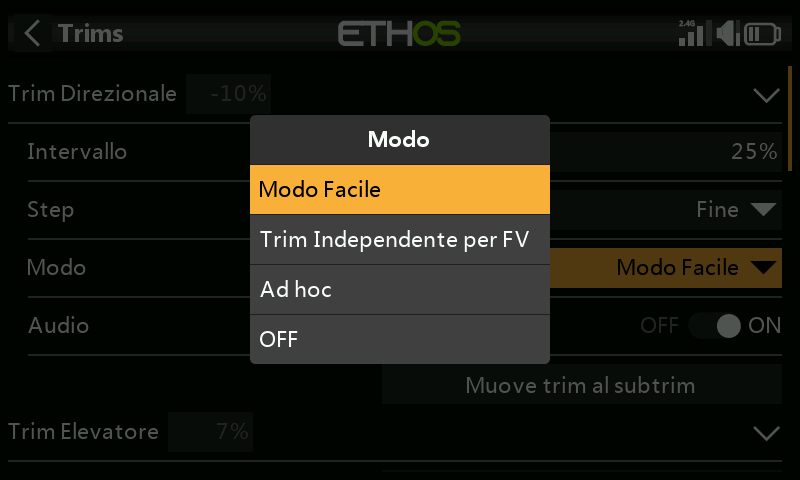 Trims
ETHOS
2.4G
Trim Direzionale -10%
Intervallo 25%
Step Fine
Modo Modo Facile
Audio OFF ON
Muove trim al subtrim
Trim Elevatore 7%
Modo
Modo Facile
Trim Independente per FV
Ad hoc
OFF